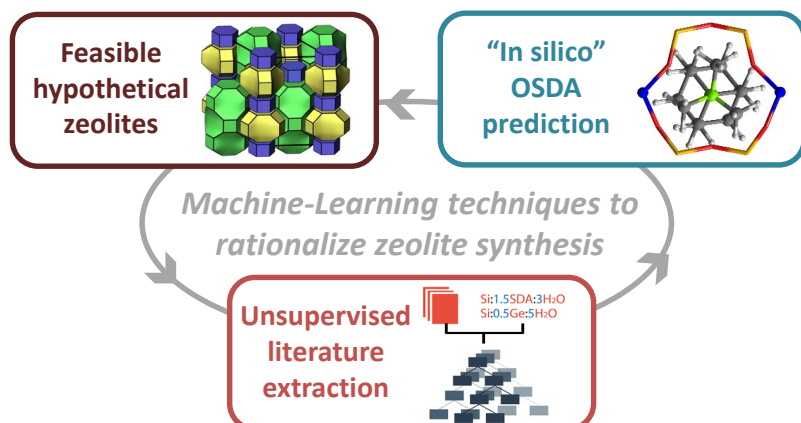 Feasible
hypothetical
zeolites
“In silico”
OSDA
prediction
Machine-Learning techniques to
rationalize zeolite synthesis
Unsupervised
literature
extraction
Si:1.5SDA:3H₂O
Si:0.5Ge:5H₂O